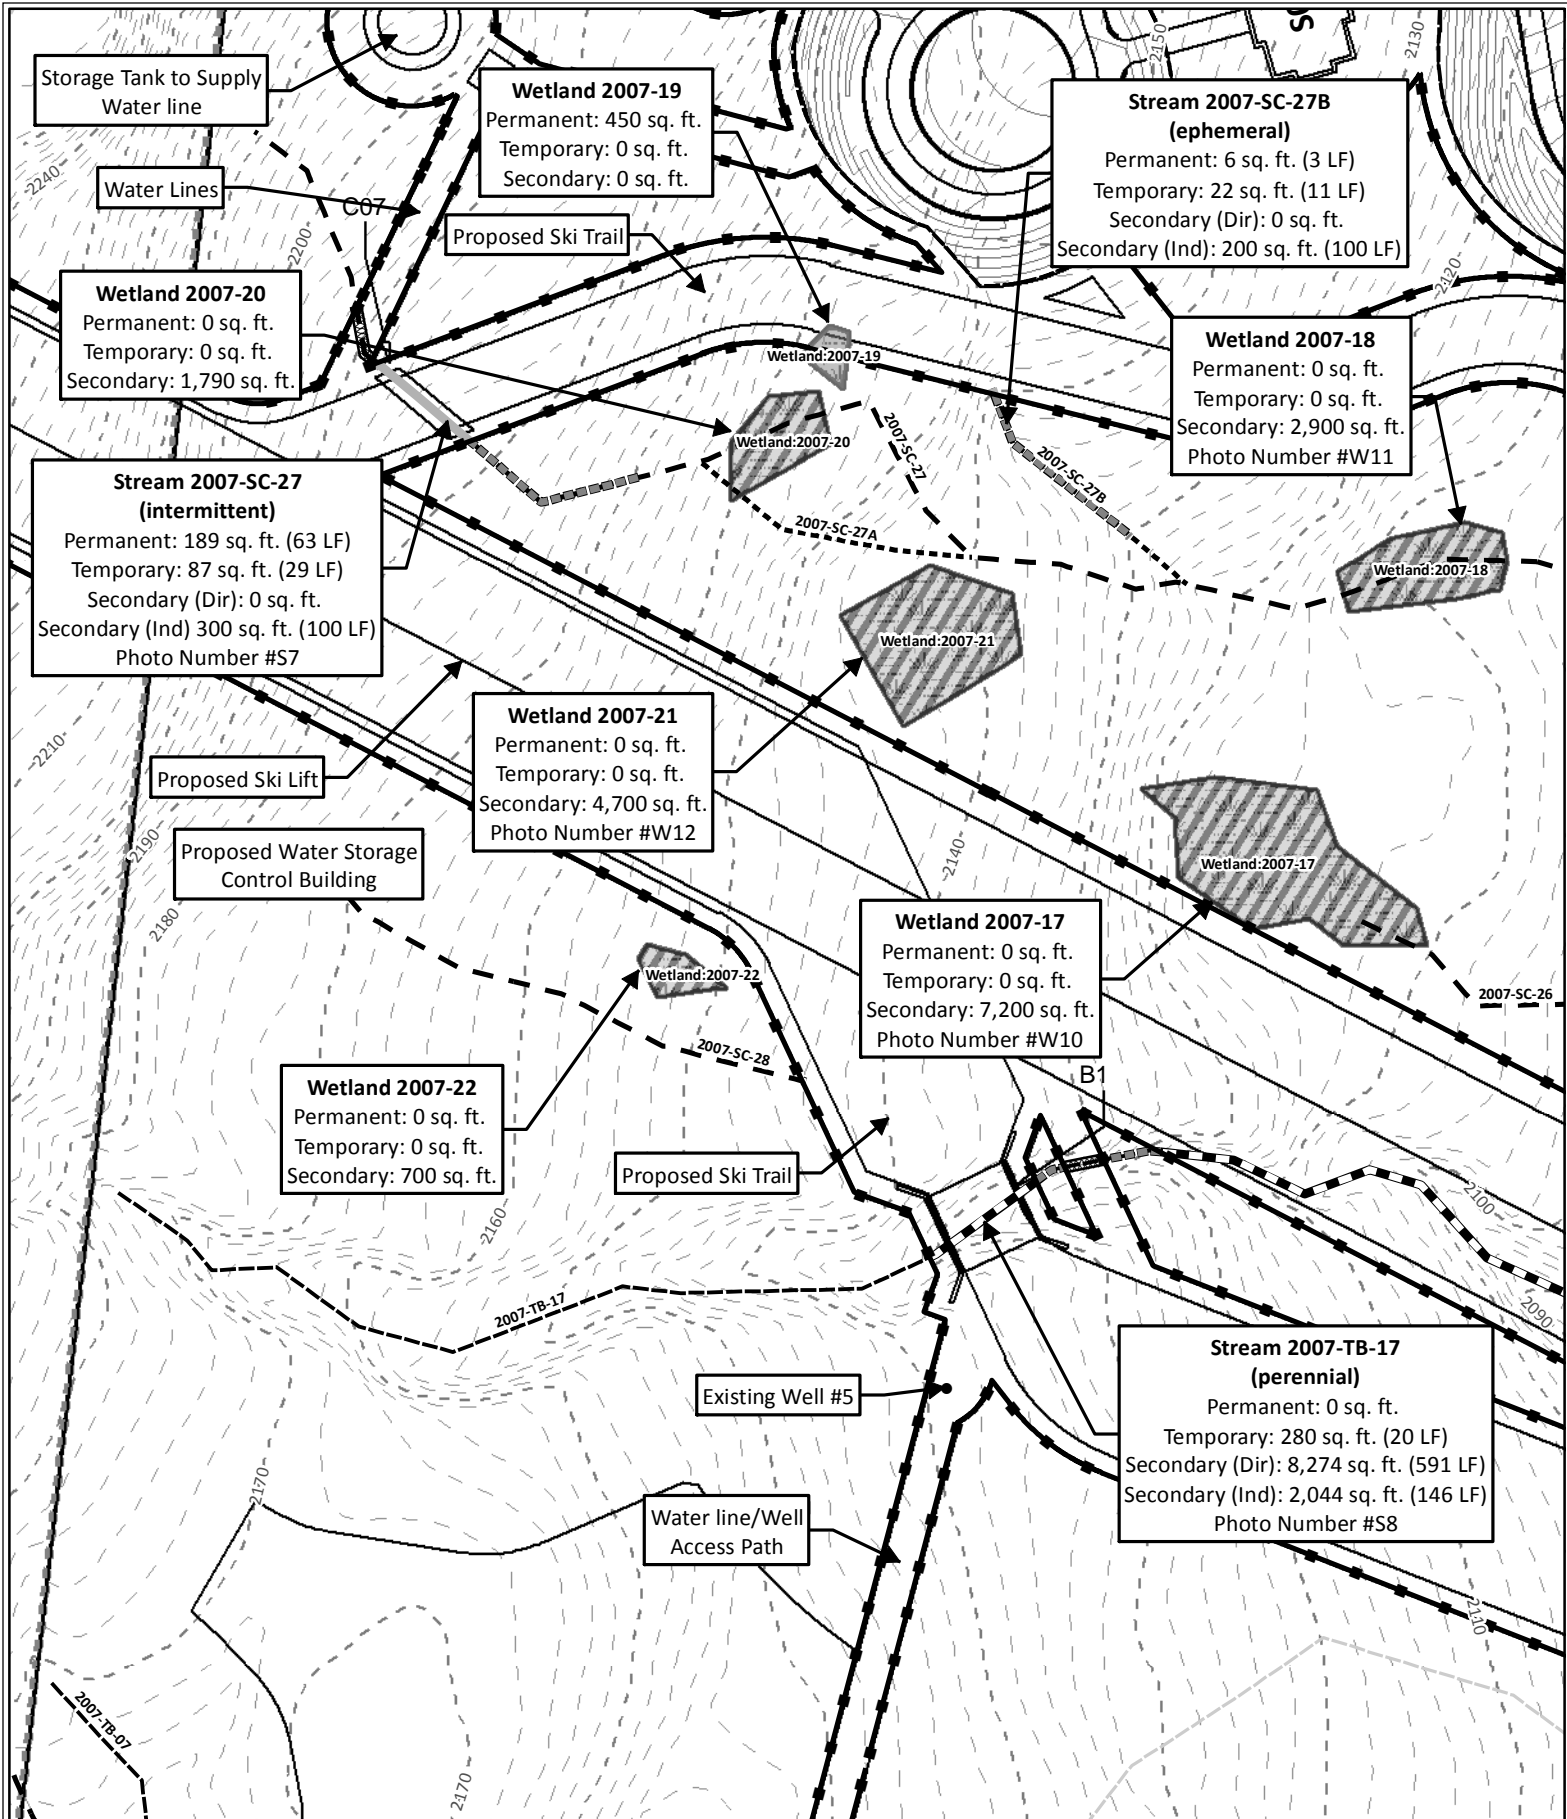 SO
2150
2130
Storage Tank to Supply
Water line
Wetland 2007-19
Permanent: 450 sq. ft.
Temporary: 0 sq. ft.
Secondary: 0 sq. ft.
Stream 2007-SC-27B
(ephemeral)
Permanent: 6 sq. ft. (3 LF)
Temporary: 22 sq. ft. (11 LF)
Secondary (Dir): 0 sq. ft.
Secondary (Ind): 200 sq. ft. (100 LF)
2240
Water Lines
C07
2200
Proposed Ski Trail
2120
Wetland 2007-20
Permanent: 0 sq. ft.
Temporary: 0 sq. ft.
Secondary: 1,790 sq. ft.
Wetland:2007-19
Wetland 2007-18
Permanent: 0 sq. ft.
Temporary: 0 sq. ft.
Secondary: 2,900 sq. ft.
Photo Number #W11
Wetland:2007-20
2007-SC-27
2007-SC-27B
Stream 2007-SC-27
(intermittent)
Permanent: 189 sq. ft. (63 LF)
Temporary: 87 sq. ft. (29 LF)
Secondary (Dir): 0 sq. ft.
Secondary (Ind) 300 sq. ft. (100 LF)
Photo Number #S7
2007-SC-27A
Wetland:2007-18
Wetland:2007-21
2210
Proposed Ski Lift
Wetland 2007-21
Permanent: 0 sq. ft.
Temporary: 0 sq. ft.
Secondary: 4,700 sq. ft.
Photo Number #W12
2190
Proposed Water Storage
Control Building
2140
Wetland:2007-17
2180
Wetland 2007-17
Permanent: 0 sq. ft.
Temporary: 0 sq. ft.
Secondary: 7,200 sq. ft.
Photo Number #W10
Wetland:2007-22
2007-SC-26
2007-SC-28
Wetland 2007-22
Permanent: 0 sq. ft.
Temporary: 0 sq. ft.
Secondary: 700 sq. ft.
B1
Proposed Ski Trail
2160
2100
2007-TB-17
2090
Stream 2007-TB-17
(perennial)
Permanent: 0 sq. ft.
Temporary: 280 sq. ft. (20 LF)
Secondary (Dir): 8,274 sq. ft. (591 LF)
Secondary (Ind): 2,044 sq. ft. (146 LF)
Photo Number #S8
Existing Well #5
2170
Water line/Well
Access Path
2110
2007-TB-07
2170